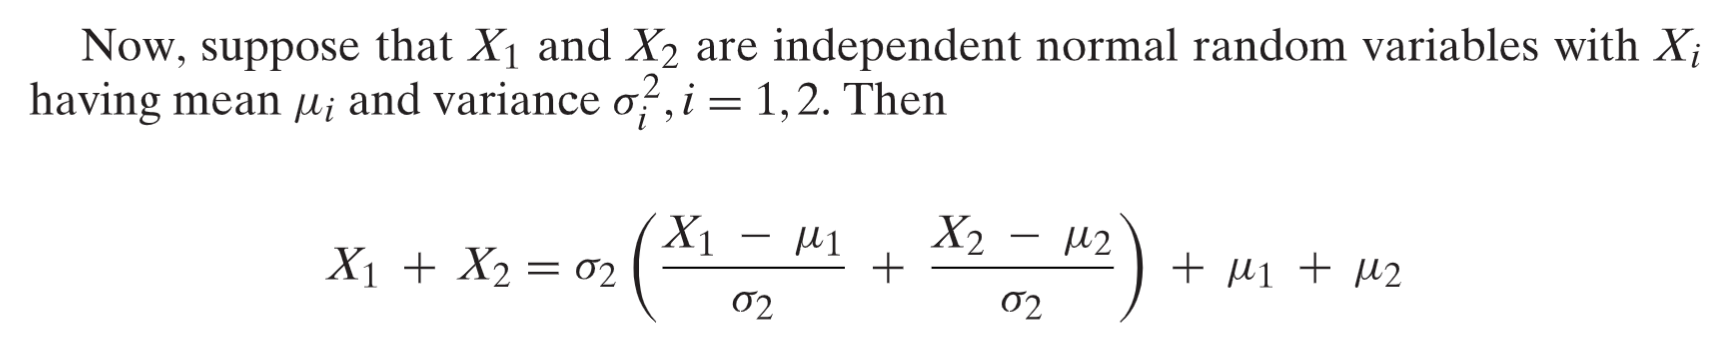 Now, suppose that X₁ and X₂ are independent normal random variables with Xᵢ
having mean μᵢ and variance σᵢ², i = 1, 2. Then
X₁ + X₂ = σ₂ ( (X₁ − μ₁)/σ₂ + (X₂ − μ₂)/σ₂ ) + μ₁ + μ₂